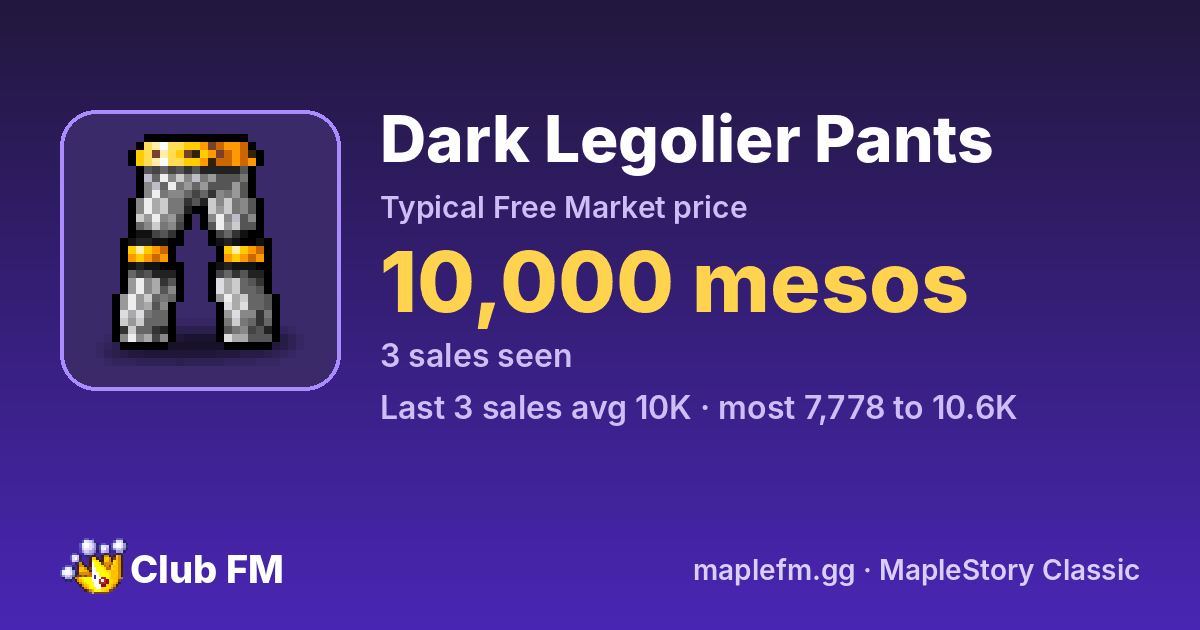 Dark Legolier Pants
Typical Free Market price
10,000 mesos
3 sales seen
Last 3 sales avg 10K · most 7,778 to 10.6K
Club FM
maplefm.gg · MapleStory Classic